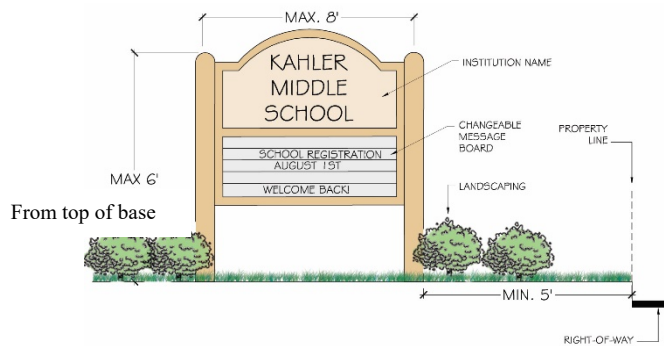 MAX. 8'
KAHLER
MIDDLE
SCHOOL
INSTITUTION NAME
CHANGEABLE
MESSAGE
BOARD
PROPERTY
LINE
SCHOOL REGISTRATION
AUGUST 1ST
WELCOME BACK!
MAX 6'
From top of base
LANDSCAPING
MIN. 5'
RIGHT-OF-WAY